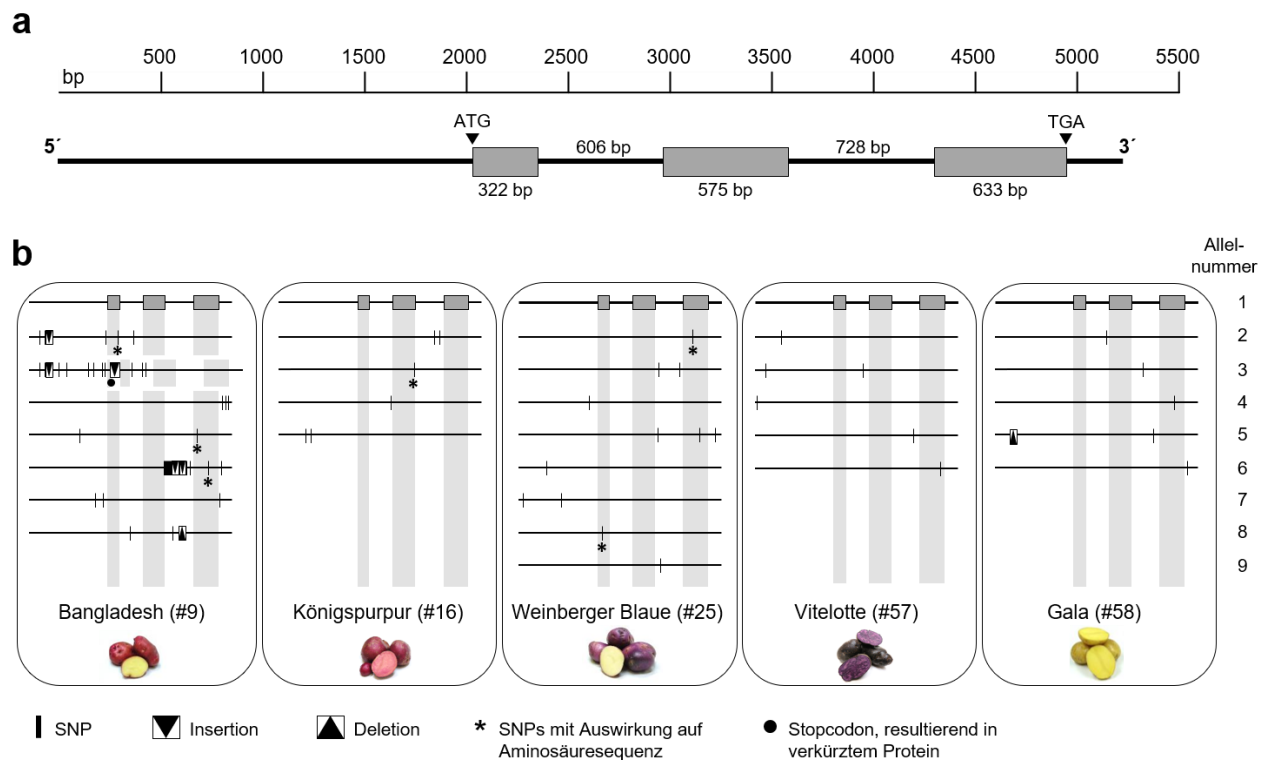 a
500 1000 1500 2000 2500 3000 3500 4000 4500 5000 5500
bp
ATG TGA
5´ 606 bp 728 bp 3´
322 bp 575 bp 633 bp
b
Allel-
nummer
1
2
*
3
*
4
5
*
6
*
7
8
*
9
Bangladesh (#9) Königspurpur (#16) Weinberger Blaue (#25) Vitelotte (#57) Gala (#58)
SNP Insertion Deletion * SNPs mit Auswirkung auf Stopcodon, resultierend in
Aminosäuresequenz verkürztem Protein